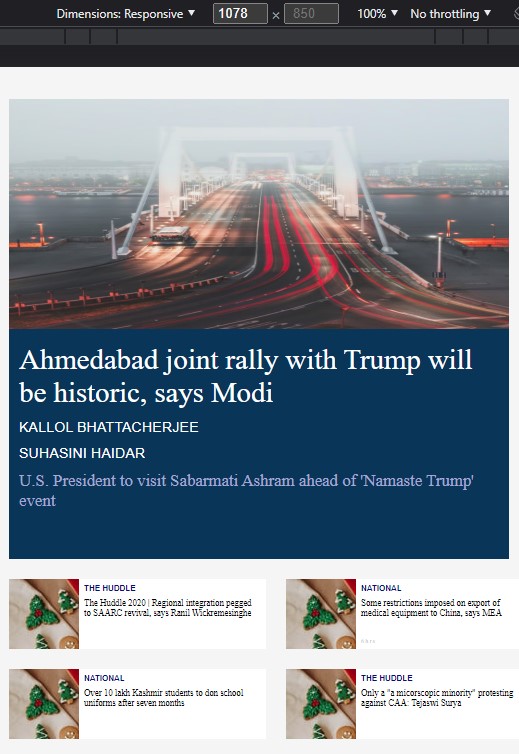 Dimensions: Responsive ▼ 1078 × 850 100% ▼ No throttling ▼
Ahmedabad joint rally with Trump will
be historic, says Modi
KALLOL BHATTACHERJEE
SUHASINI HAIDAR
U.S. President to visit Sabarmati Ashram ahead of 'Namaste Trump'
event
THE HUDDLE
The Huddle 2020 | Regional integration pegged
to SAARC revival, says Ranil Wickremesinghe
NATIONAL
Some restrictions imposed on export of
medical equipment to China, says MEA
NATIONAL
Over 10 lakh Kashmir students to don school
uniforms after seven months
THE HUDDLE
Only a "a micorscopic minority" protesting
against CAA: Tejaswi Surya